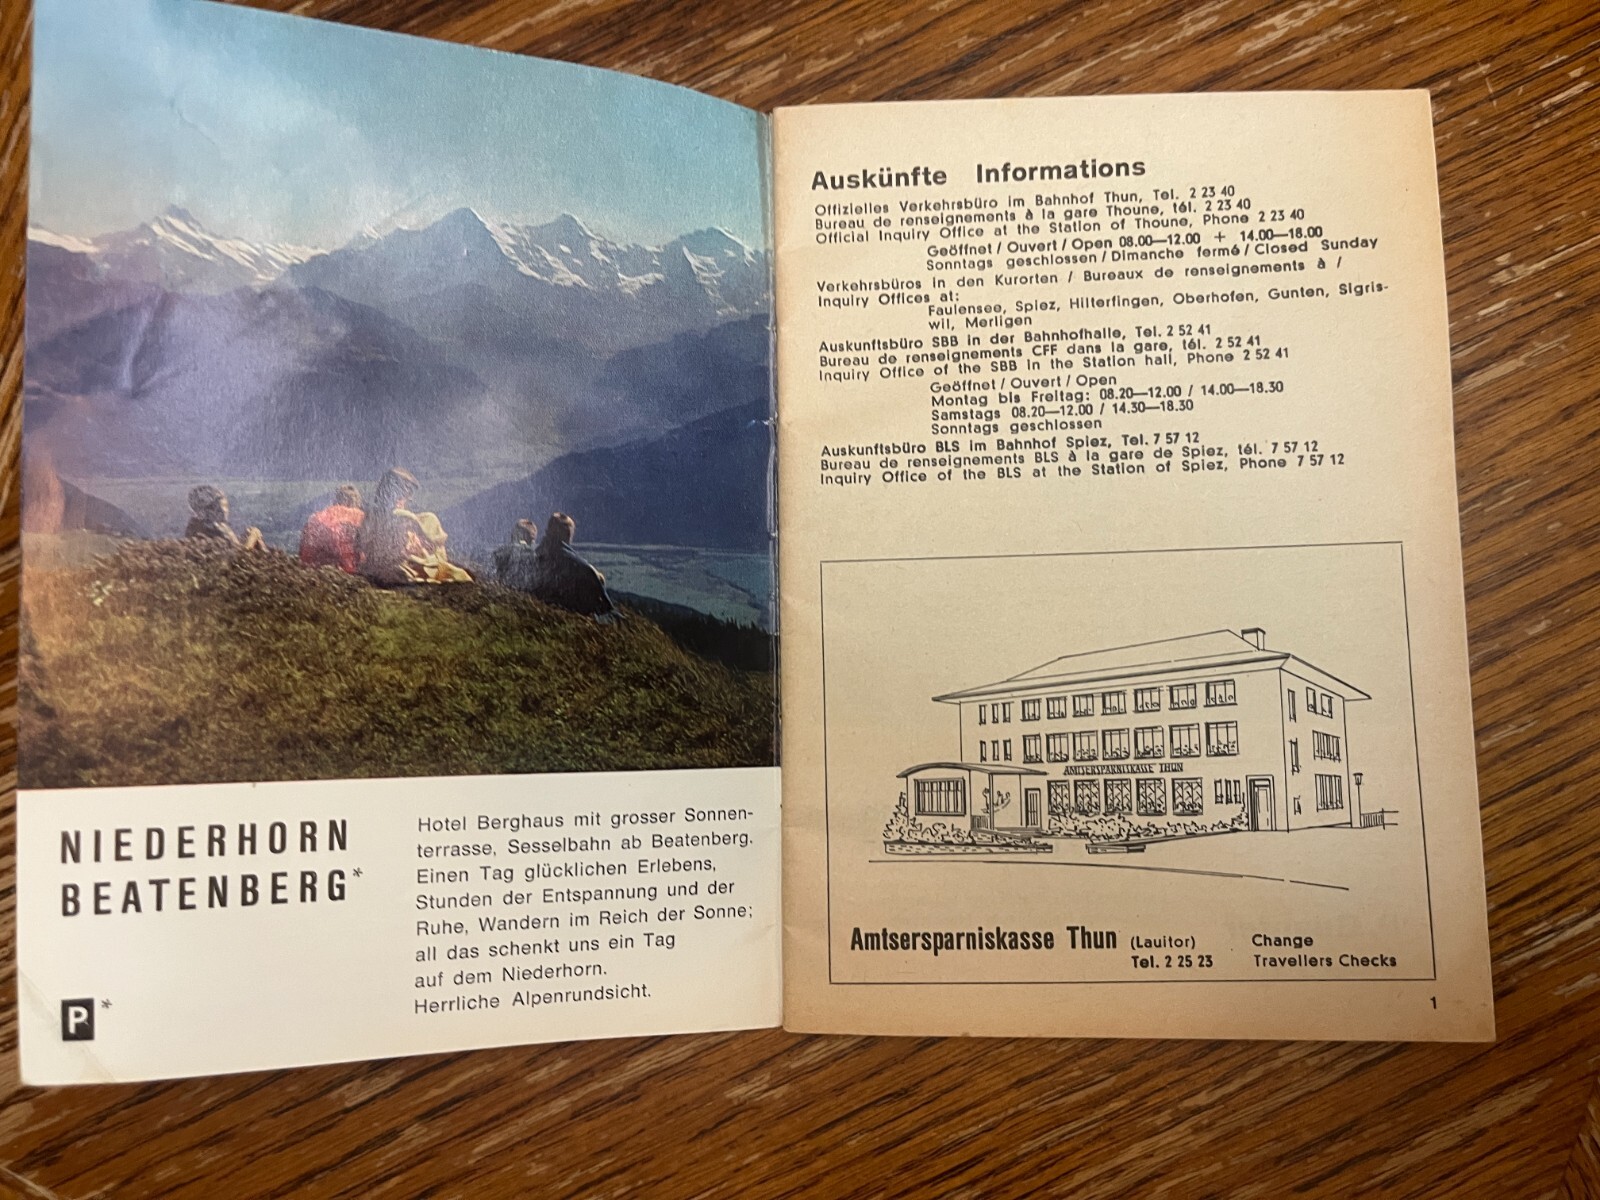 NIEDERHORN
BEATENBERG*
P*
Hotel Berghaus mit grosser Sonnen-
terrasse, Sesselbahn ab Beatenberg.
Einen Tag glücklichen Erlebens,
Stunden der Entspannung und der
Ruhe, Wandern im Reich der Sonne;
all das schenkt uns ein Tag
auf dem Niederhorn.
Herrliche Alpenrundsicht.
Auskünfte Informations
Offizielles Verkehrsbüro im Bahnhof Thun, Tel. 2 23 40
Bureau de renseignements à la gare Thoune, tél. 2 23 40
Official Inquiry Office at the Station of Thoune, Phone 2 23 40
Geöffnet / Ouvert / Open 08.00—12.00 + 14.00—18.00
Sonntags geschlossen / Dimanche fermé / Closed Sunday
Verkehrsbüros in den Kurorten / Bureaux de renseignements à /
Inquiry Offices at:
Faulensee, Spiez, Hilterfingen, Oberhofen, Gunten, Sigris-
wil, Merligen
Auskunftsbüro SBB in der Bahnhofhalle, Tel. 2 52 41
Bureau de renseignements CFF dans la gare, tél. 2 52 41
Inquiry Office of the SBB in the Station hall, Phone 2 52 41
Geöffnet / Ouvert / Open
Montag bis Freitag: 08.20—12.00 / 14.00—18.30
Samstags 08.20—12.00 / 14.30—18.30
Sonntags geschlossen
Auskunftsbüro BLS im Bahnhof Spiez, Tel. 7 57 12
Bureau de renseignements BLS à la gare de Spiez, tél. 7 57 12
Inquiry Office of the BLS at the Station of Spiez, Phone 7 57 12
AMTSERSPARNISKASSE THUN
Amtsersparniskasse Thun (Lauitor) Change
Tel. 2 25 23 Travellers Checks
1